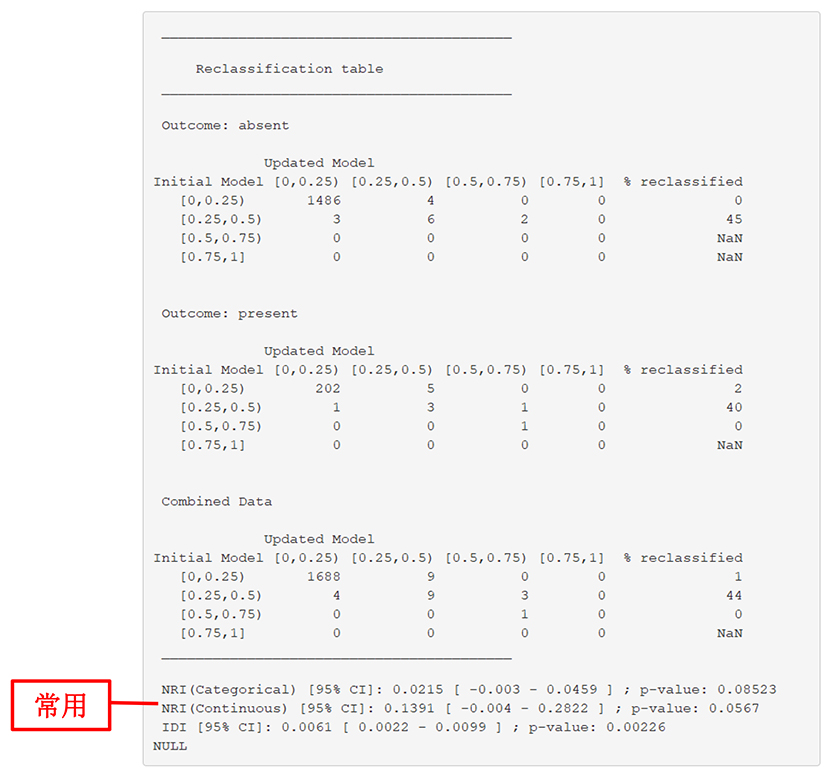 Reclassification table
Outcome: absent
Updated Model
Initial Model [0,0.25) [0.25,0.5) [0.5,0.75) [0.75,1] % reclassified
[0,0.25) 1486 4 0 0 0
[0.25,0.5) 3 6 2 0 45
[0.5,0.75) 0 0 0 0 NaN
[0.75,1] 0 0 0 0 NaN
Outcome: present
Updated Model
Initial Model [0,0.25) [0.25,0.5) [0.5,0.75) [0.75,1] % reclassified
[0,0.25) 202 5 0 0 2
[0.25,0.5) 1 3 1 0 40
[0.5,0.75) 0 0 1 0 0
[0.75,1] 0 0 0 0 NaN
Combined Data
Updated Model
Initial Model [0,0.25) [0.25,0.5) [0.5,0.75) [0.75,1] % reclassified
[0,0.25) 1688 9 0 0 1
[0.25,0.5) 4 9 3 0 44
[0.5,0.75) 0 0 1 0 0
[0.75,1] 0 0 0 0 NaN
NRI(Categorical) [95% CI]: 0.0215 [ -0.003 - 0.0459 ] ; p-value: 0.08523
常用
NRI(Continuous) [95% CI]: 0.1391 [ -0.004 - 0.2822 ] ; p-value: 0.0567
IDI [95% CI]: 0.0061 [ 0.0022 - 0.0099 ] ; p-value: 0.00226
NULL